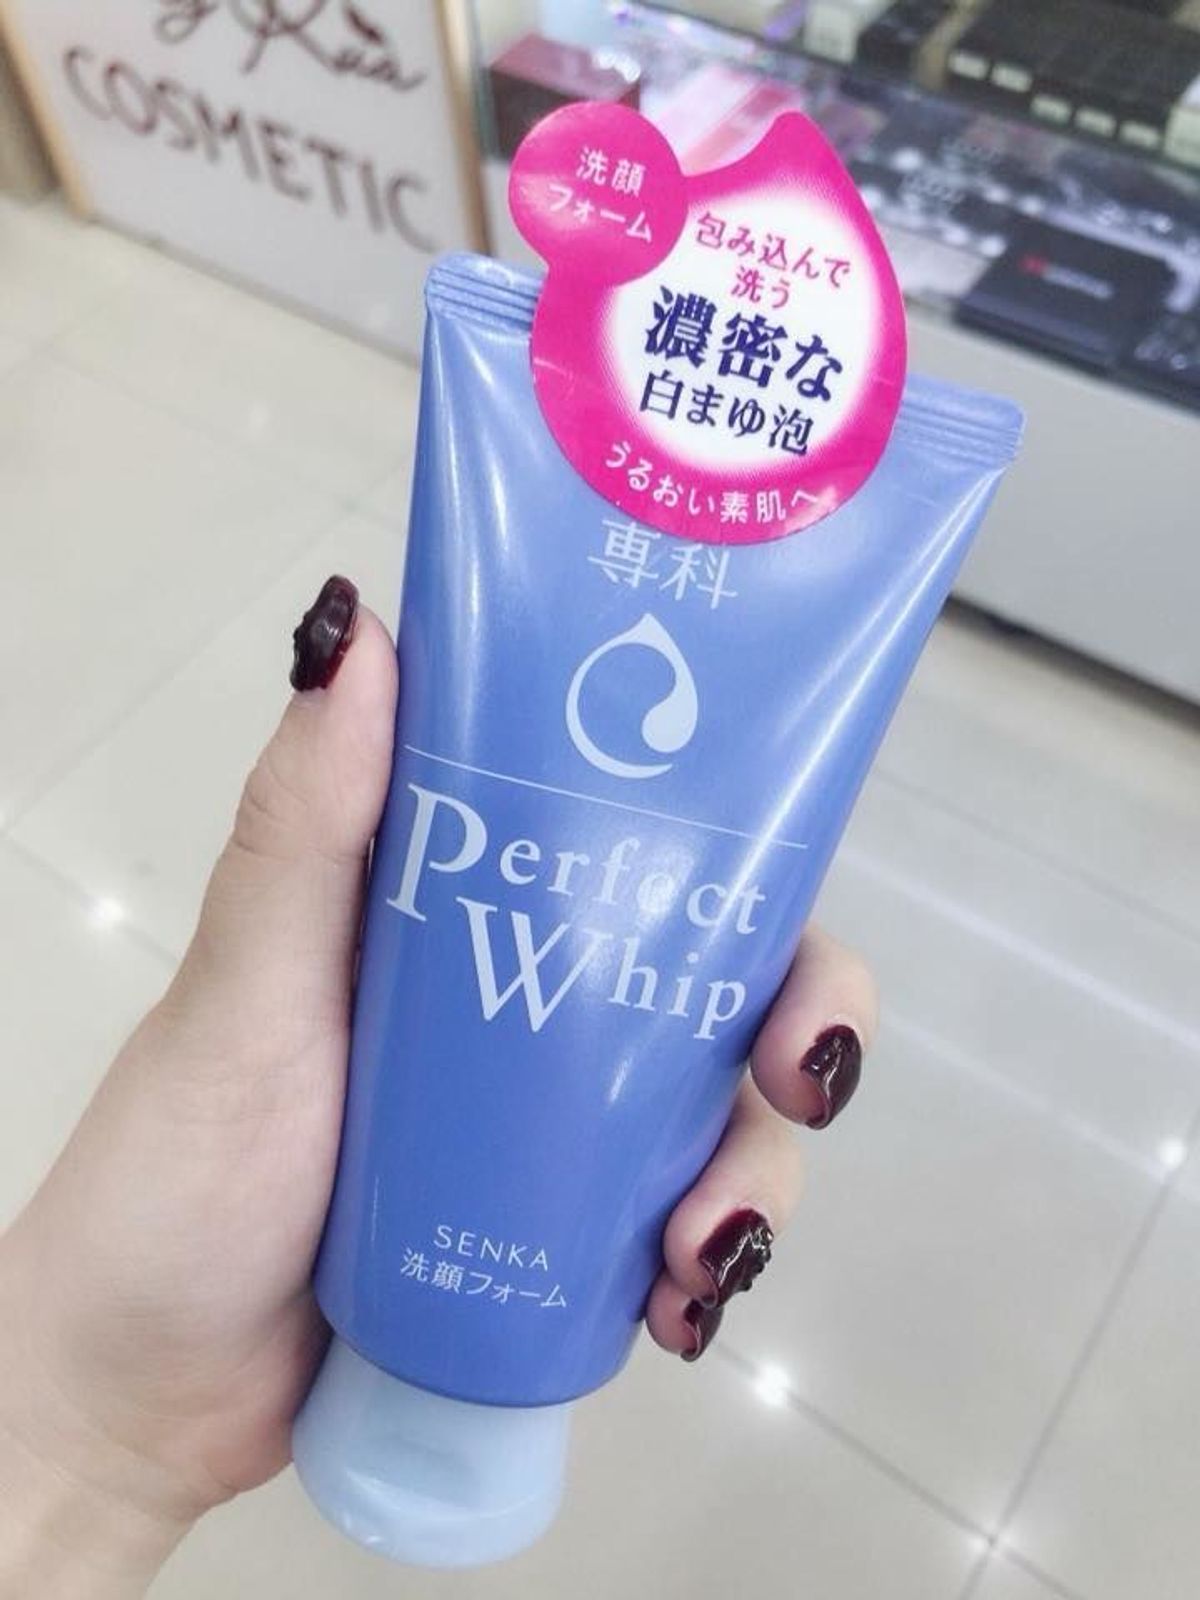 COSMETIC
洗顔
フォーム
包み込んで
洗う
濃密な
白まゆ泡
うるおい素肌へ
専科
Perfect
Whip
SENKA
洗顔フォーム